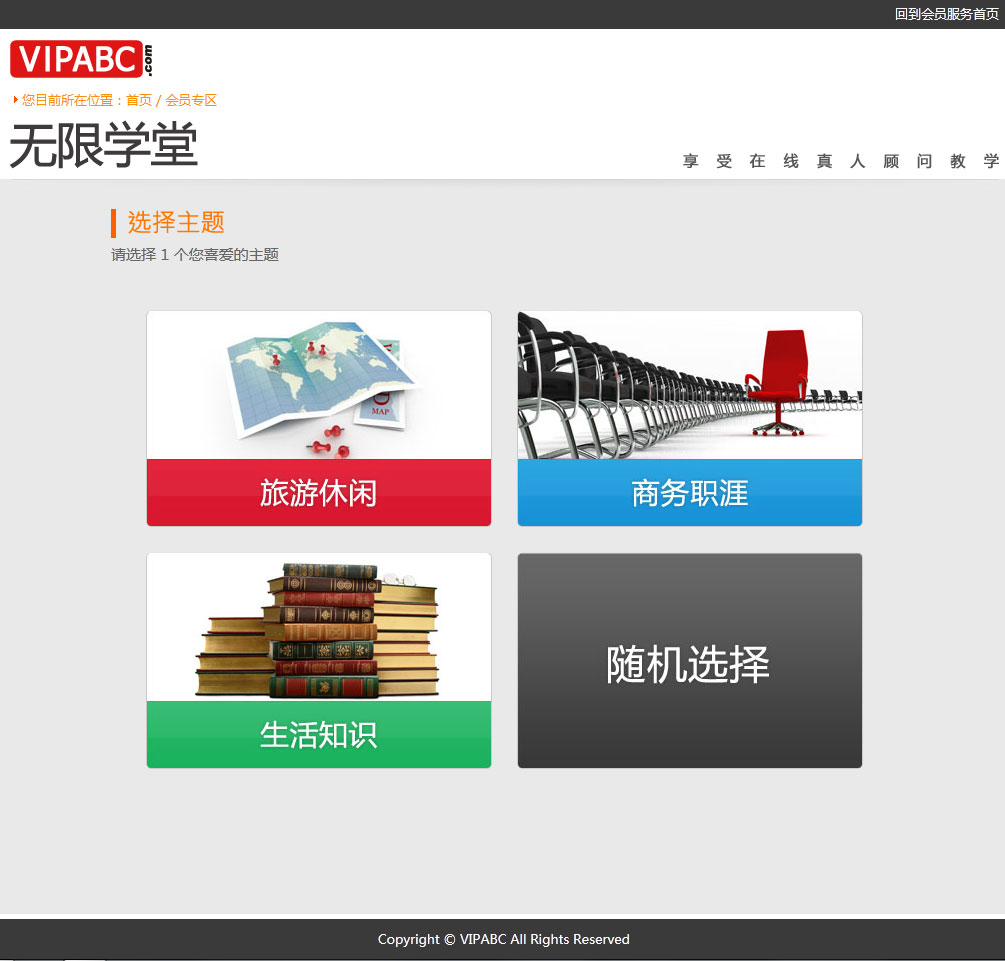 回到会员服务首页
VIPABC.com
您目前所在位置：首页 / 会员专区
无限学堂
享受在线真人顾问教学
选择主题
请选择 1 个您喜爱的主题
MAP
旅游休闲
商务职涯
生活知识
随机选择
Copyright © VIPABC All Rights Reserved